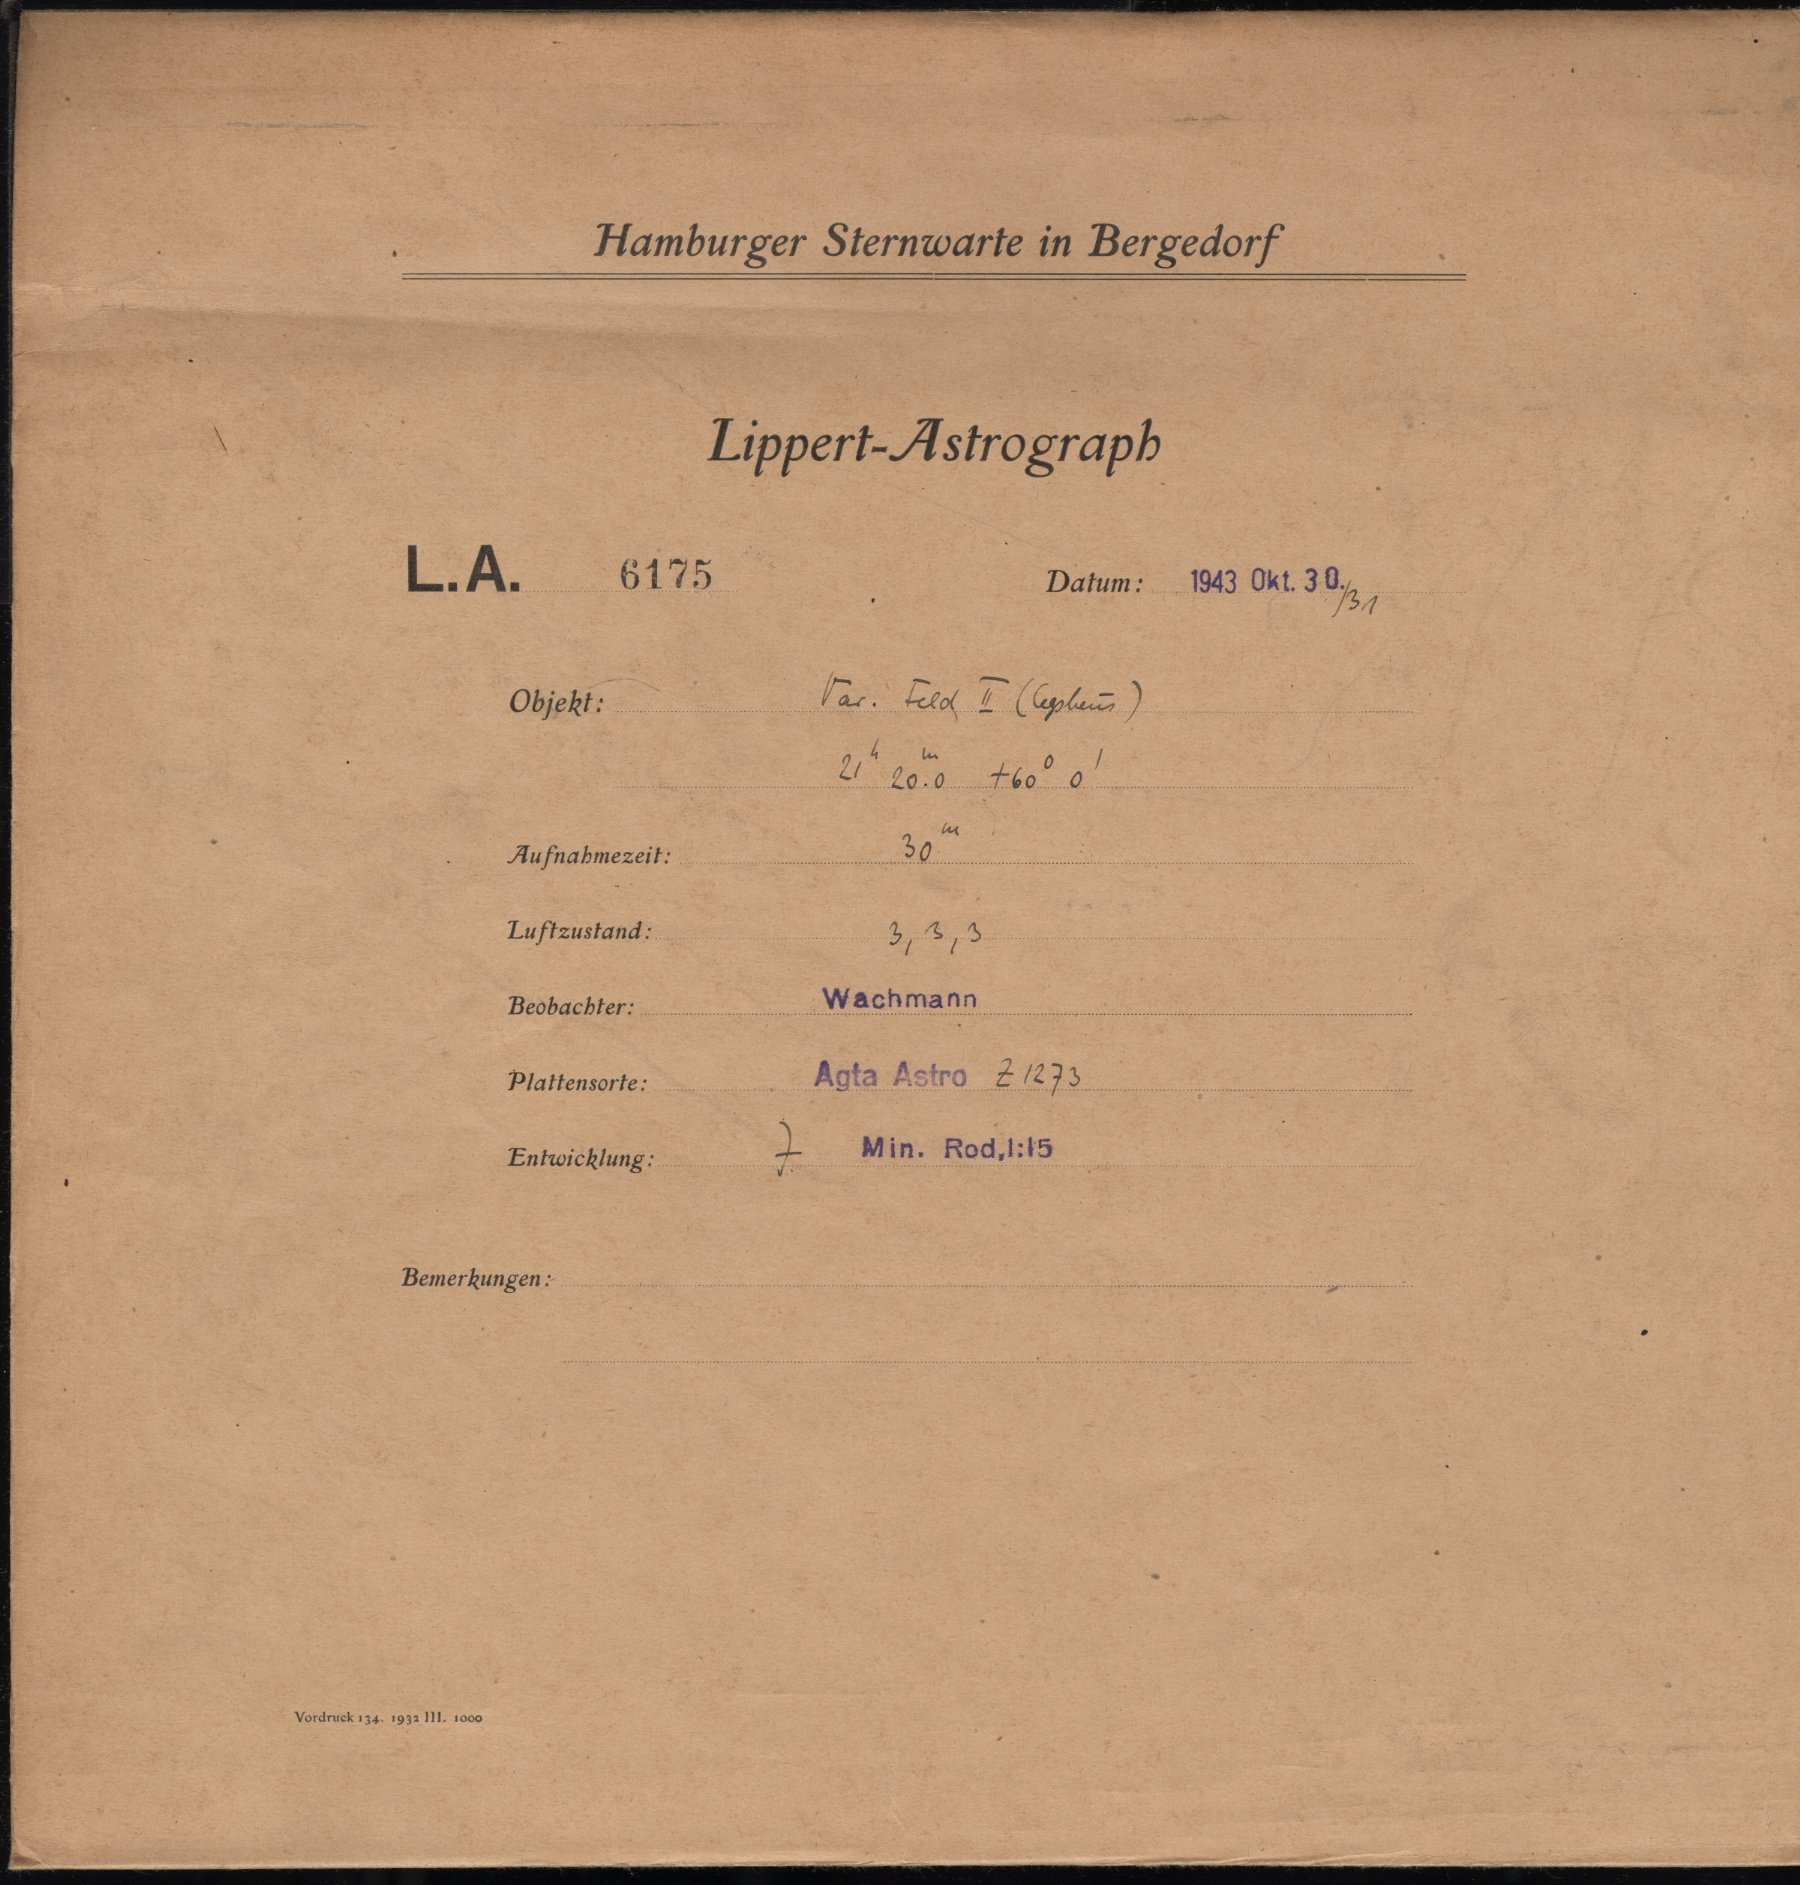 Hamburger Sternwarte in Bergedorf
Lippert-Astrograph
L.A. 6175 Datum: 1943 Okt. 30./31
Objekt: Var. Feld II (Cepheus)
21h 20m.0 +60° 0'
Aufnahmezeit: 30m
Luftzustand: 3, 3, 3
Beobachter: Wachmann
Plattensorte: Agfa Astro Z 1273
Entwicklung: 7 Min. Rod,1:15
Bemerkungen:
Vordruck 134. 1932 III. 1000